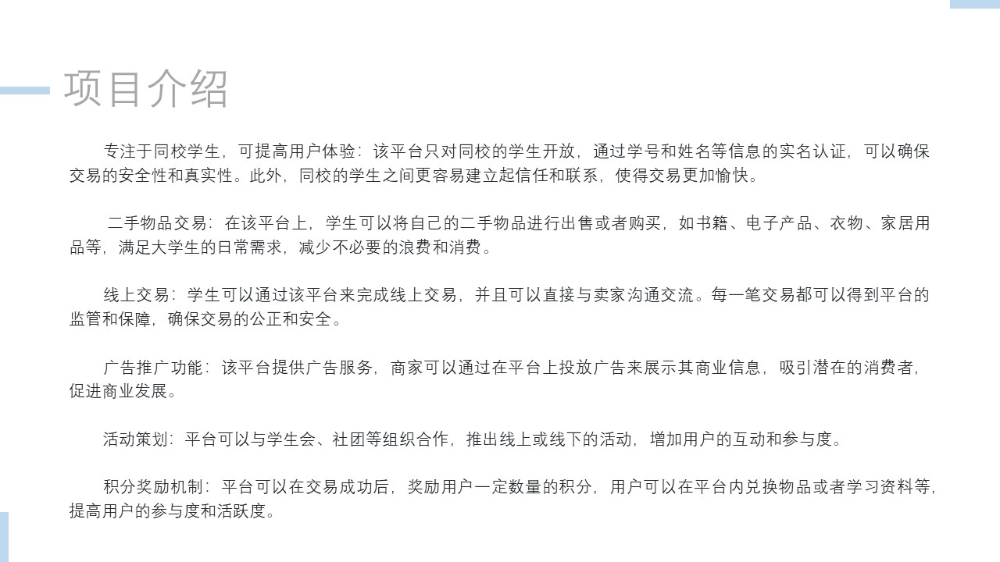 项目介绍
专注于同校学生，可提高用户体验：该平台只对同校的学生开放，通过学号和姓名等信息的实名认证，可以确保
交易的安全性和真实性。此外，同校的学生之间更容易建立起信任和联系，使得交易更加愉快。
二手物品交易：在该平台上，学生可以将自己的二手物品进行出售或者购买，如书籍、电子产品、衣物、家居用
品等，满足大学生的日常需求，减少不必要的浪费和消费。
线上交易：学生可以通过该平台来完成线上交易，并且可以直接与卖家沟通交流。每一笔交易都可以得到平台的
监管和保障，确保交易的公正和安全。
广告推广功能：该平台提供广告服务，商家可以通过在平台上投放广告来展示其商业信息，吸引潜在的消费者，
促进商业发展。
活动策划：平台可以与学生会、社团等组织合作，推出线上或线下的活动，增加用户的互动和参与度。
积分奖励机制：平台可以在交易成功后，奖励用户一定数量的积分，用户可以在平台内兑换物品或者学习资料等，
提高用户的参与度和活跃度。